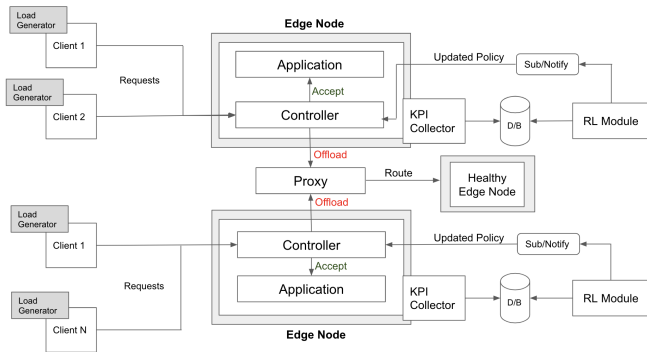 Load
Generator
Client 1
Requests
Load
Generator
Client 2
Edge Node
Application
Accept
Controller
Offload
KPI
Collector
Updated Policy
Sub/Notify
D/B
RL Module
Proxy
Route
Healthy
Edge Node
Offload
Load
Generator
Client 1
Requests
Load
Generator
Client N
Controller
Accept
Application
Edge Node
KPI
Collector
Updated Policy
Sub/Notify
D/B
RL Module